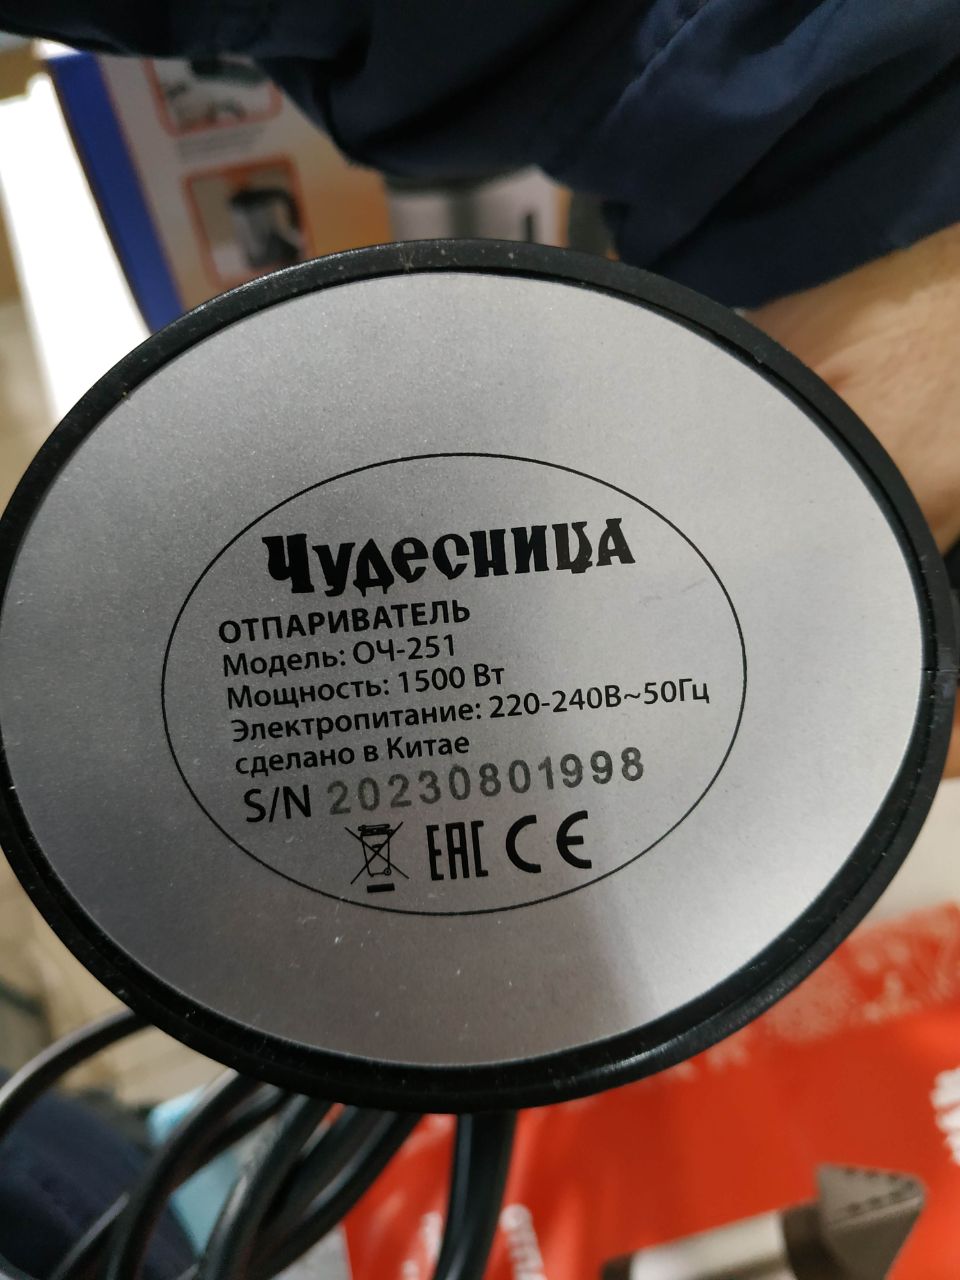 Чудесница
ОТПАРИВАТЕЛЬ
Модель: ОЧ-251
Мощность: 1500 Вт
Электропитание: 220-240В~50Гц
сделано в Китае
S/N 20230801998
EAC CE